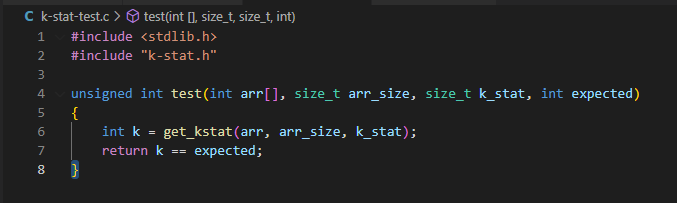 C k-stat-test.c > test(int [], size_t, size_t, int)
1 #include <stdlib.h>
2 #include "k-stat.h"
3
4 unsigned int test(int arr[], size_t arr_size, size_t k_stat, int expected)
5 {
6     int k = get_kstat(arr, arr_size, k_stat);
7     return k == expected;
8 }